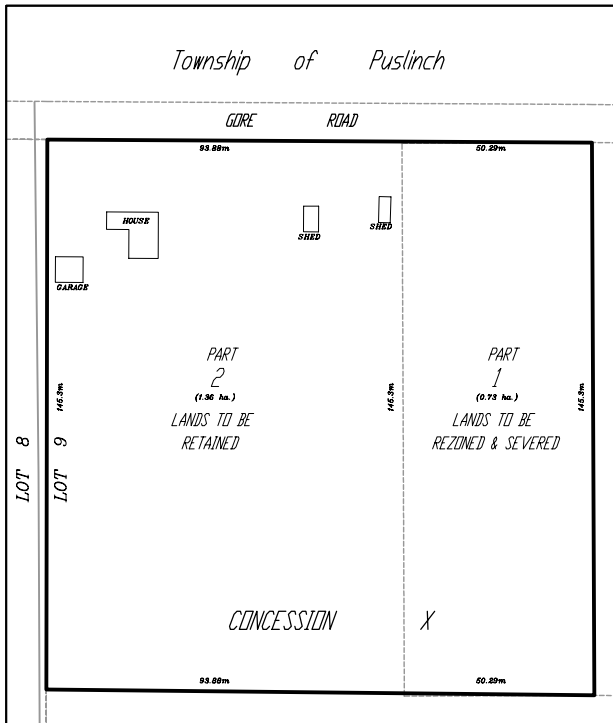 Township of Puslinch
GORE ROAD
93.88m 50.29m
HOUSE
SHED
SHED
GARAGE
PART
2
(1.36 ha.)
LANDS TO BE
RETAINED
PART
1
(0.73 ha.)
LANDS TO BE
REZONED & SEVERED
145.3m
145.3m
145.3m
LOT 8
LOT 9
CONCESSION X
93.88m 50.29m